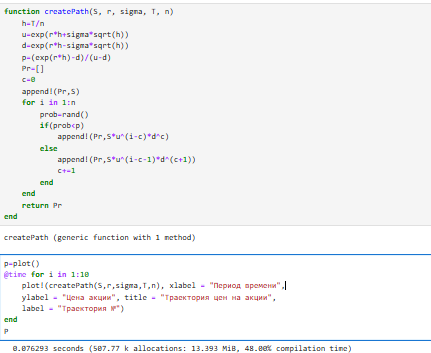 function createPath(S, r, sigma, T, n)
    h=T/n
    u=exp(r*h+sigma*sqrt(h))
    d=exp(r*h-sigma*sqrt(h))
    p=(exp(r*h)-d)/(u-d)
    Pr=[]
    c=0
    append!(Pr,S)
    for i in 1:n
        prob=rand()
        if(prob<p)
            append!(Pr,S*u^(i-c)*d^c)
        else
            append!(Pr,S*u^(i-c-1)*d^(c+1))
            c+=1
        end
    end
    return Pr
end
createPath (generic function with 1 method)
p=plot()
@time for i in 1:10
    plot!(createPath(S,r,sigma,T,n), xlabel = "Период времени",
    ylabel = "Цена акции", title = "Траектория цен на акции",
    label = "Траектория №")
end
p
0.076293 seconds (507.77 k allocations: 13.393 MiB, 48.00% compilation time)